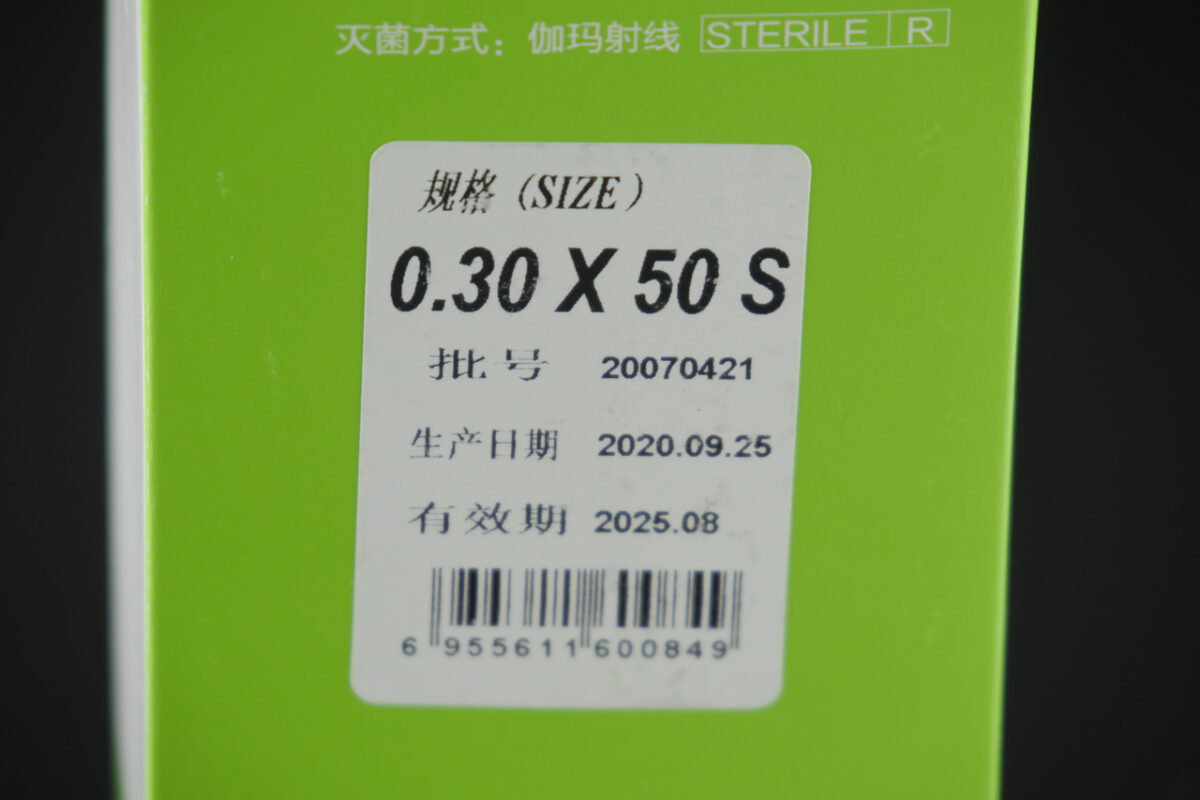 灭菌方式：伽玛射线 STERILE R
规格（SIZE）
0.30 X 50 S
批号 20070421
生产日期 2020.09.25
有效期 2025.08
6 955611 600849